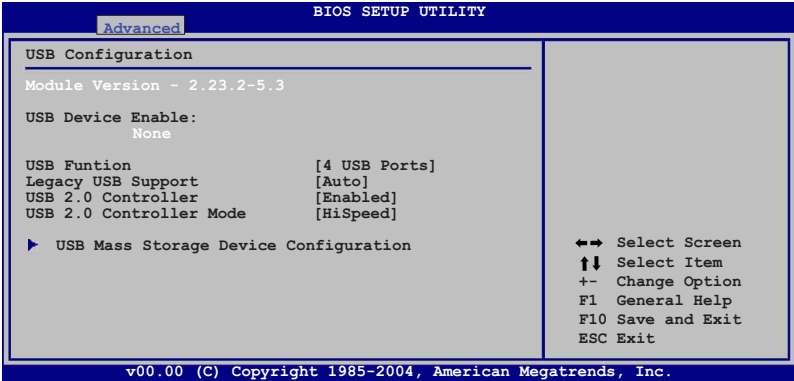 BIOS SETUP UTILITY
Advanced
USB Configuration
Module Version - 2.23.2-5.3
USB Device Enable:
None
USB Funtion [4 USB Ports]
Legacy USB Support [Auto]
USB 2.0 Controller [Enabled]
USB 2.0 Controller Mode [HiSpeed]
USB Mass Storage Device Configuration
Select Screen
Select Item
+- Change Option
F1 General Help
F10 Save and Exit
ESC Exit
v00.00 (C) Copyright 1985-2004, American Megatrends, Inc.